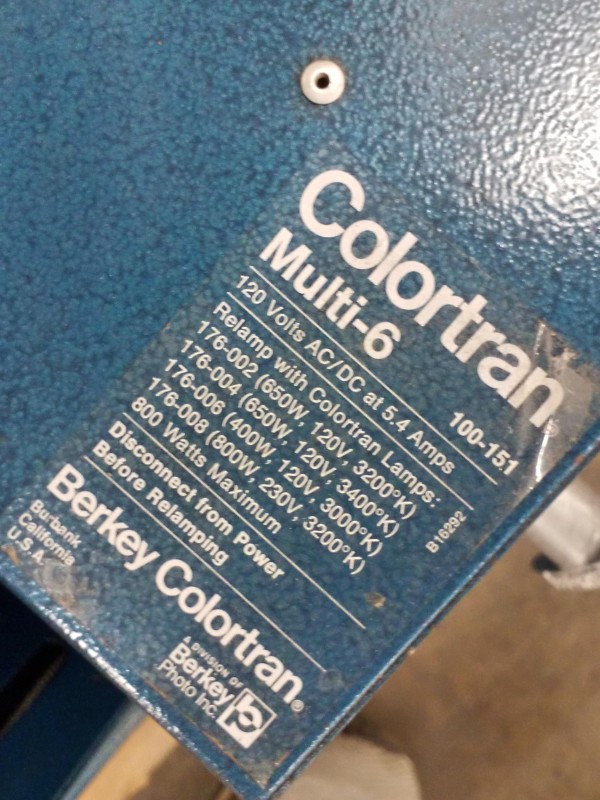 Colortran
Multi-6
100-151
120 Volts AC/DC at 5.4 Amps
Relamp with Colortran Lamps:
176-002 (650W, 120V, 3200°K)
176-004 (650W, 120V, 3400°K)
176-006 (400W, 120V, 3000°K)
176-008 (800W, 230V, 3200°K)
800 Watts Maximum
B16292
Disconnect from Power
Before Relamping
Berkey Colortran®
Burbank
California
U.S.A.
A DIVISION OF
Berkey
Photo Inc.